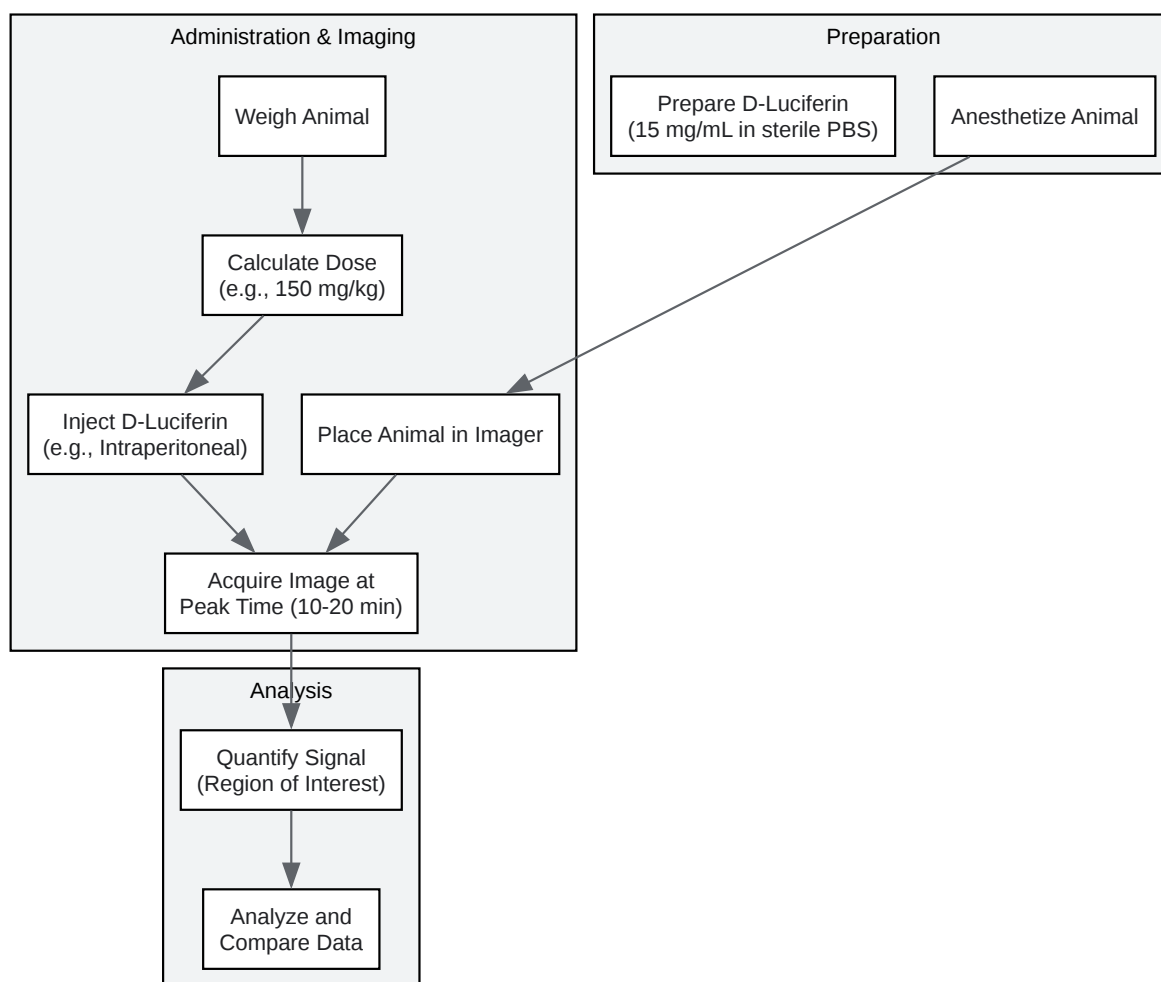 Administration & Imaging
Preparation
Weigh Animal
Prepare D-Luciferin
(15 mg/mL in sterile PBS)
Anesthetize Animal
Calculate Dose
(e.g., 150 mg/kg)
Inject D-Luciferin
(e.g., Intraperitoneal)
Place Animal in Imager
Acquire Image at
Peak Time (10-20 min)
Analysis
Quantify Signal
(Region of Interest)
Analyze and
Compare Data